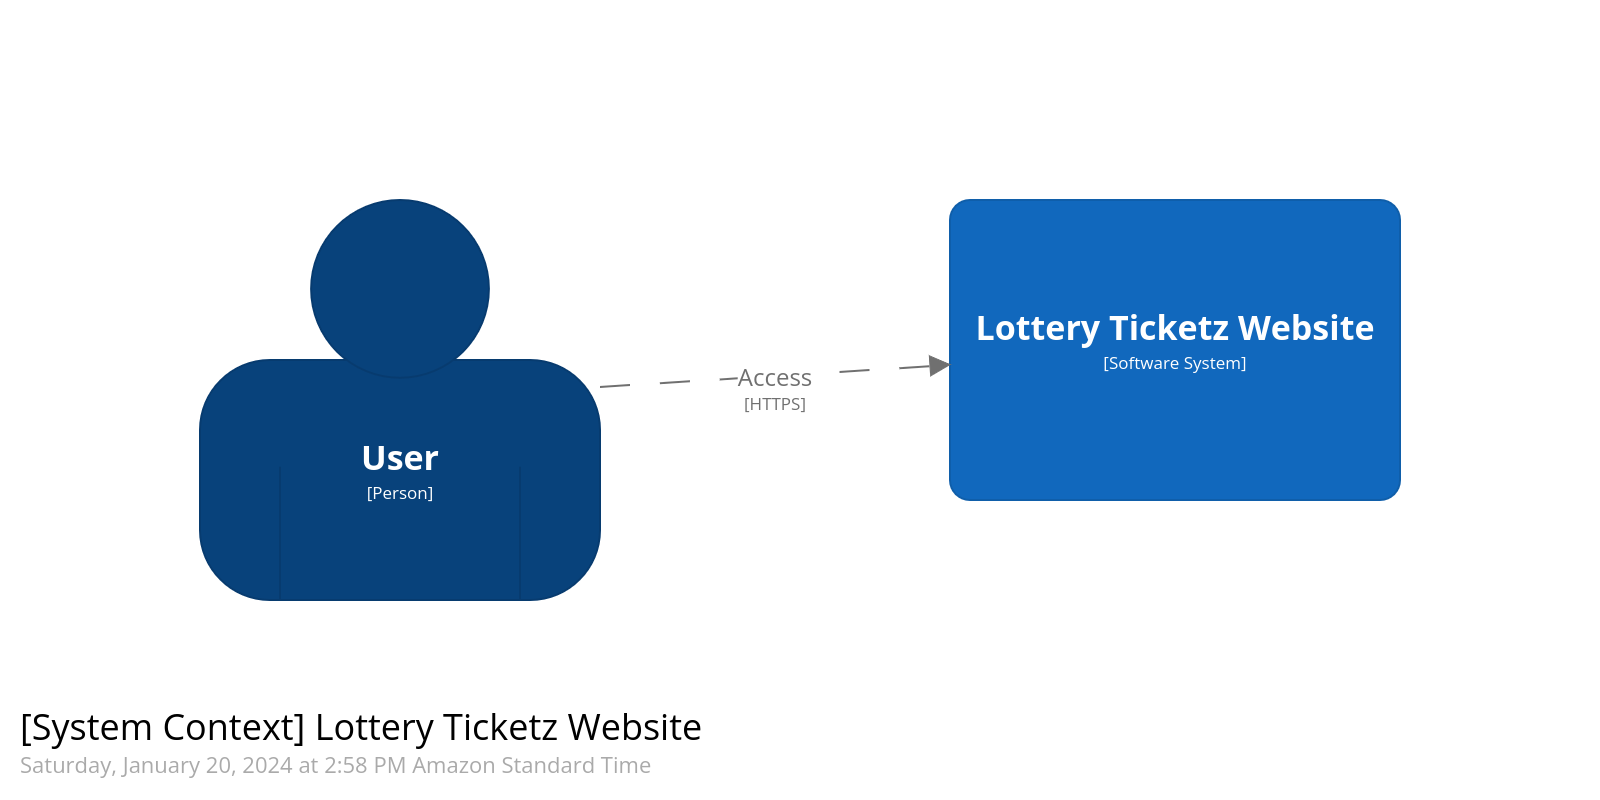 User
[Person]
Access
[HTTPS]
Lottery Ticketz Website
[Software System]
[System Context] Lottery Ticketz Website
Saturday, January 20, 2024 at 2:58 PM Amazon Standard Time